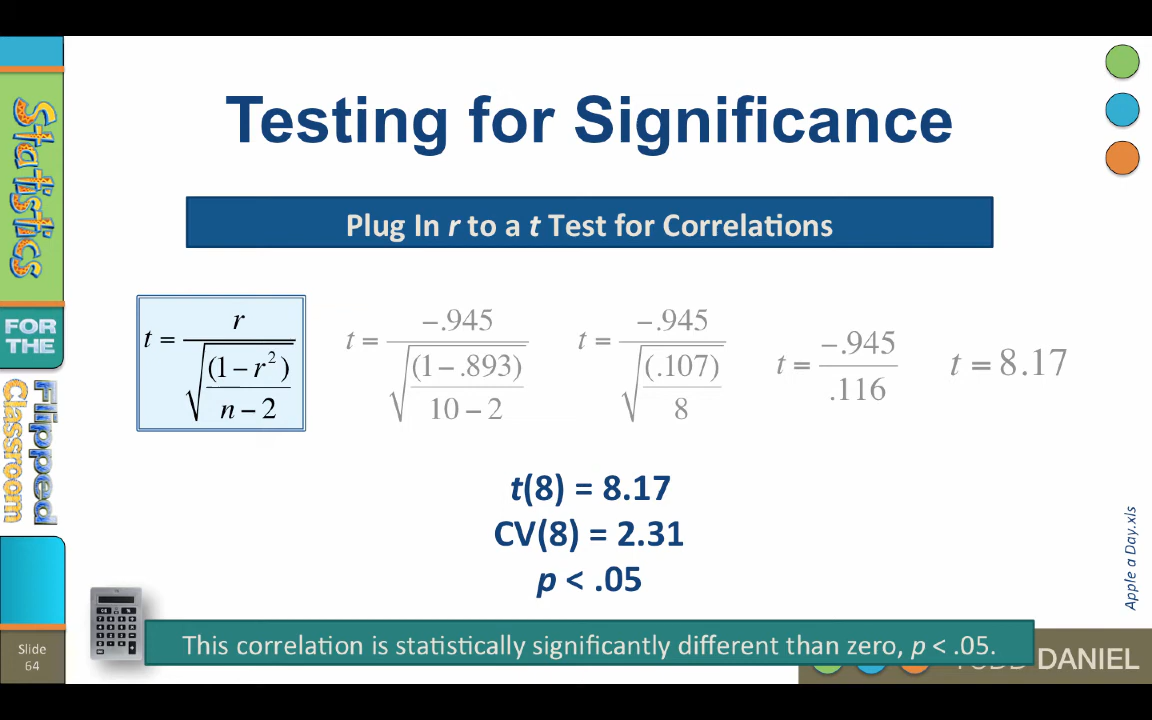 Testing for Significance
Plug In r to a t Test for Correlations
t = r / √((1 – r²) / (n – 2))
t = –.945 / √((1 – .893) / (10 – 2))
t = –.945 / √((.107) / 8)
t = –.945 / .116
t = 8.17
t(8) = 8.17
CV(8) = 2.31
p < .05
This correlation is statistically significantly different than zero, p < .05.
Statistics
FOR
THE
Flipped
Classroom
Slide
64
Apple a Day.xls
DANIEL